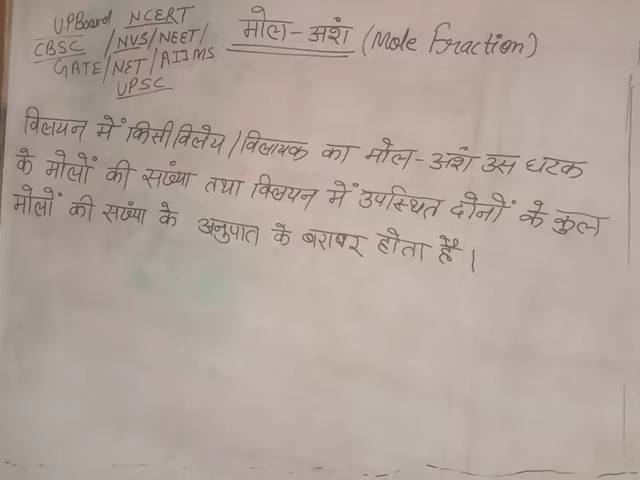 UPBoard NCERT
CBSC / NVS/NEET/
GATE/NET/AIIMS
UPSC
मोल-अंश (Mole Fraction)
विलयन में किसी विलेय/विलायक का मोल-अंश उस घटक
के मोलों की संख्या तथा विलयन में उपस्थित दोनों के कुल
मोलों की संख्या के अनुपात के बराबर होता है।